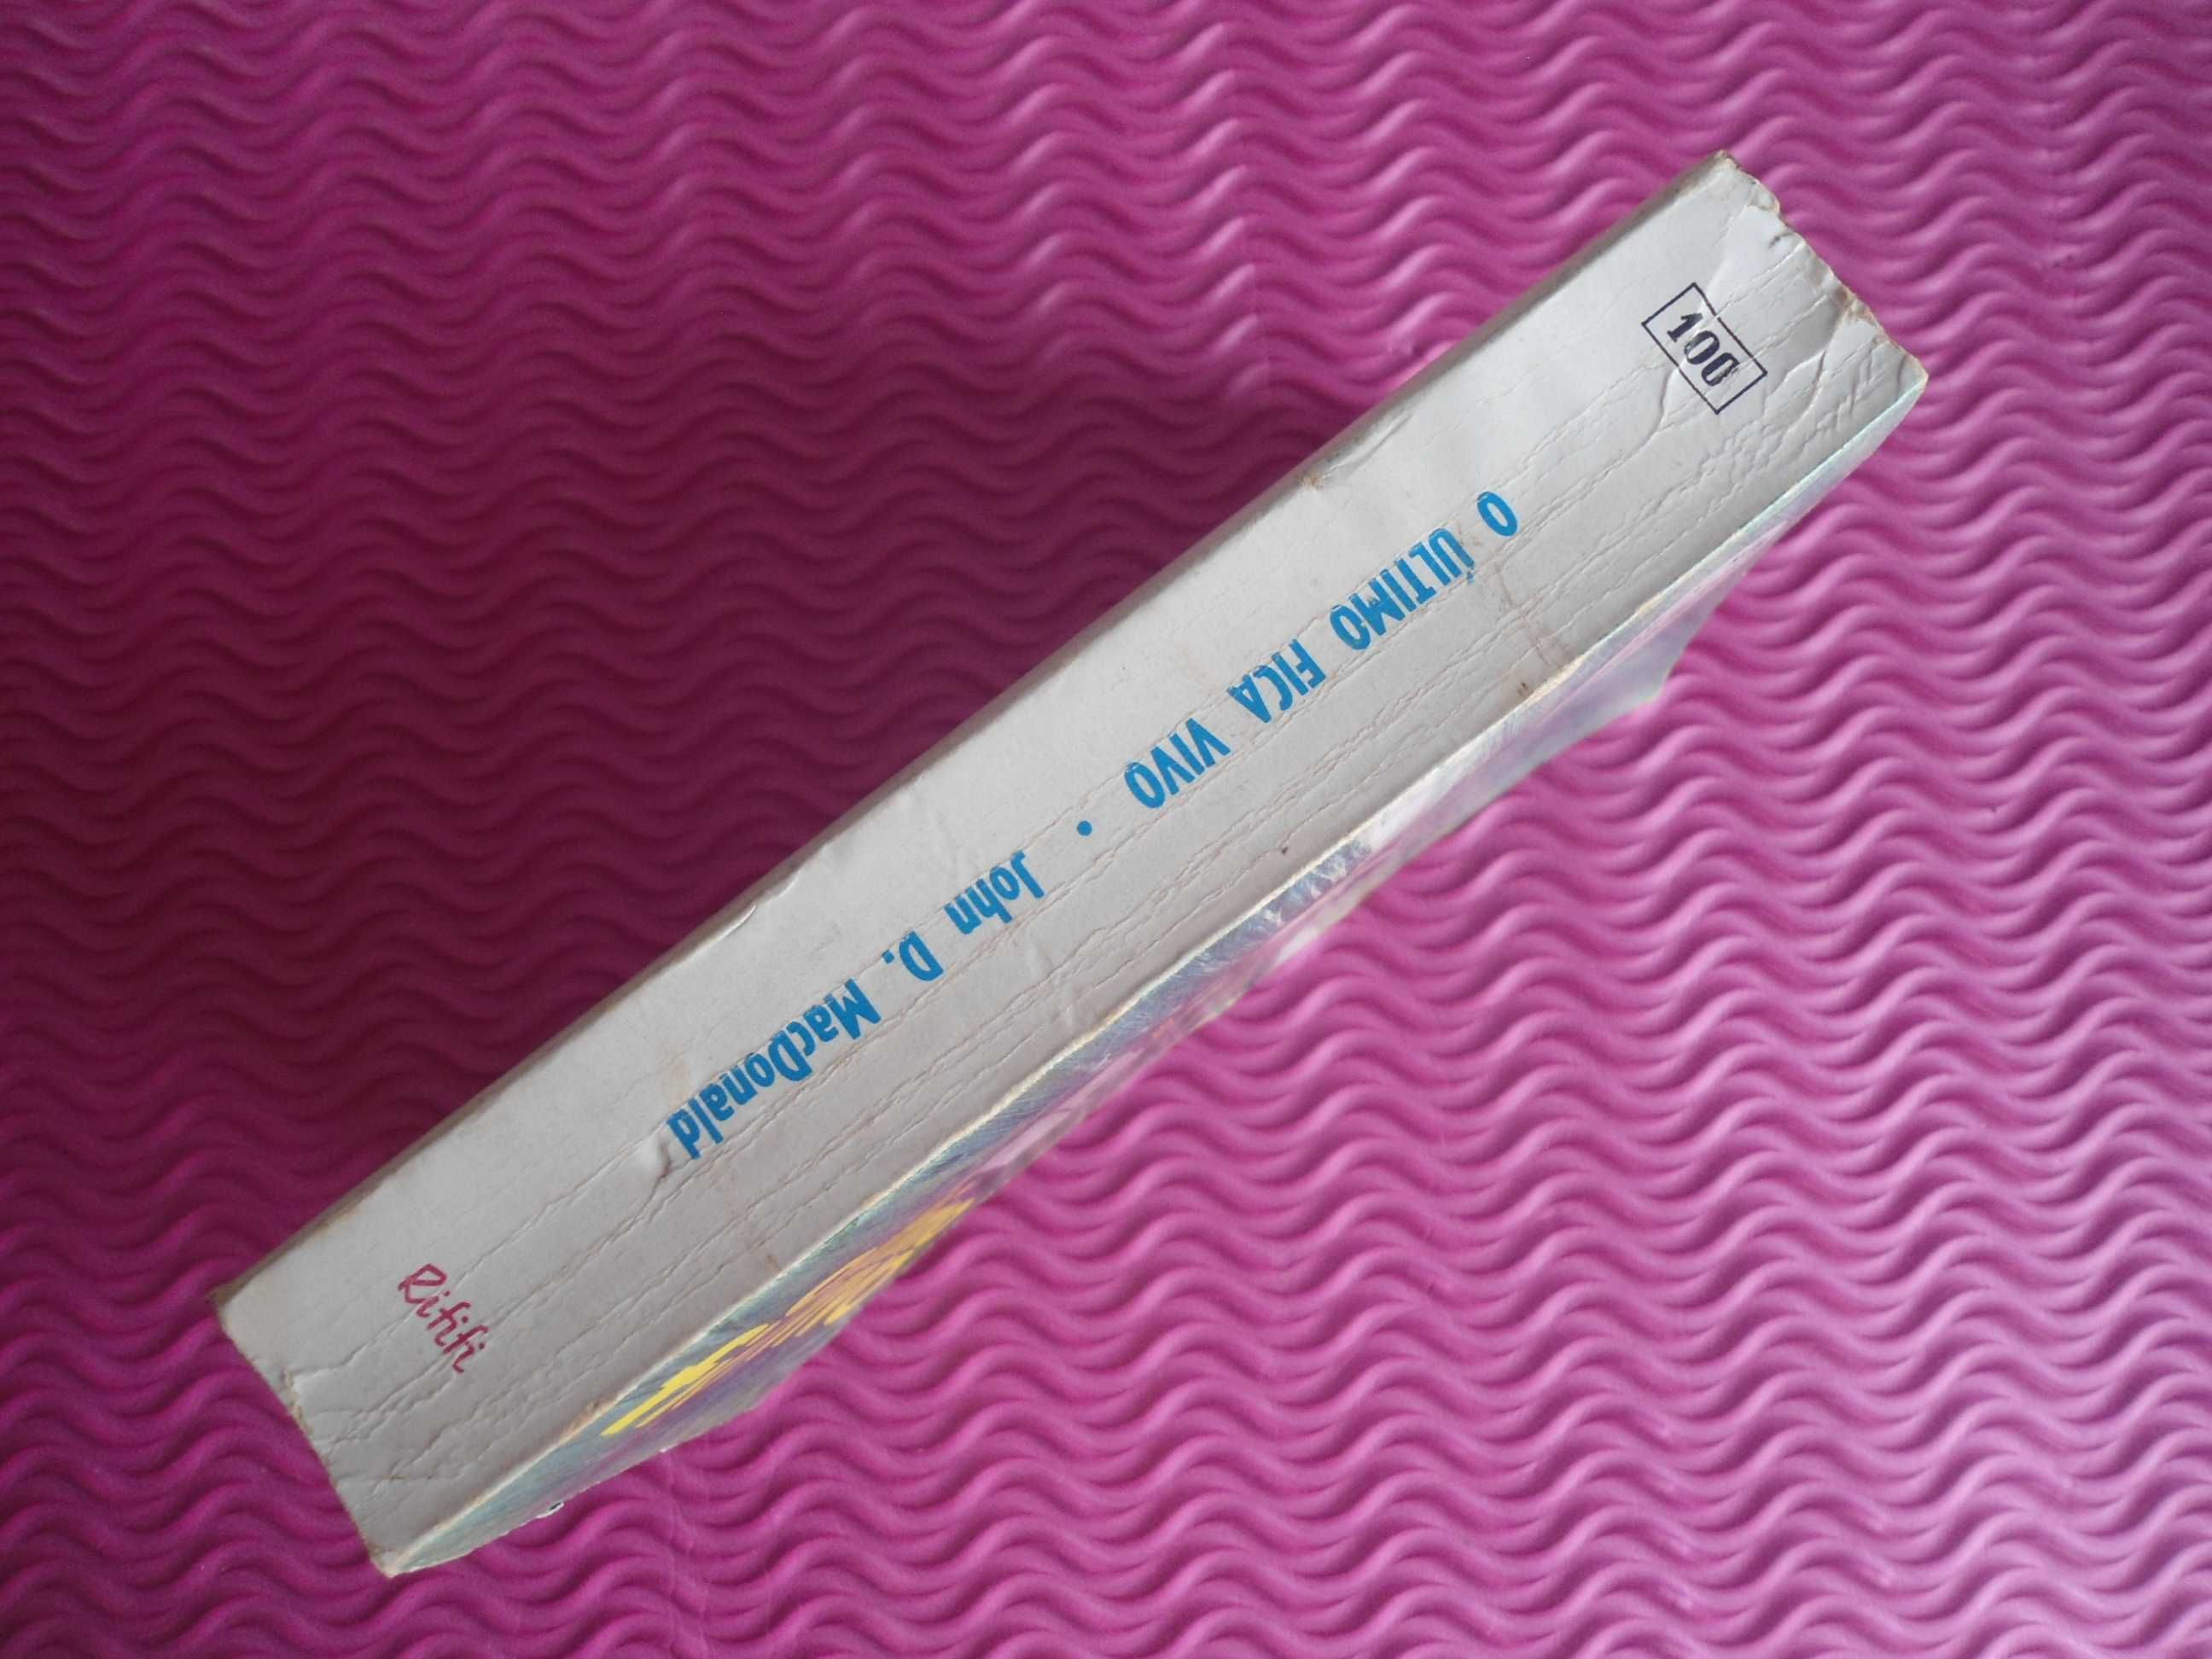 100
O ÚLTIMO FICA VIVO • John D. MacDonald
Rififi